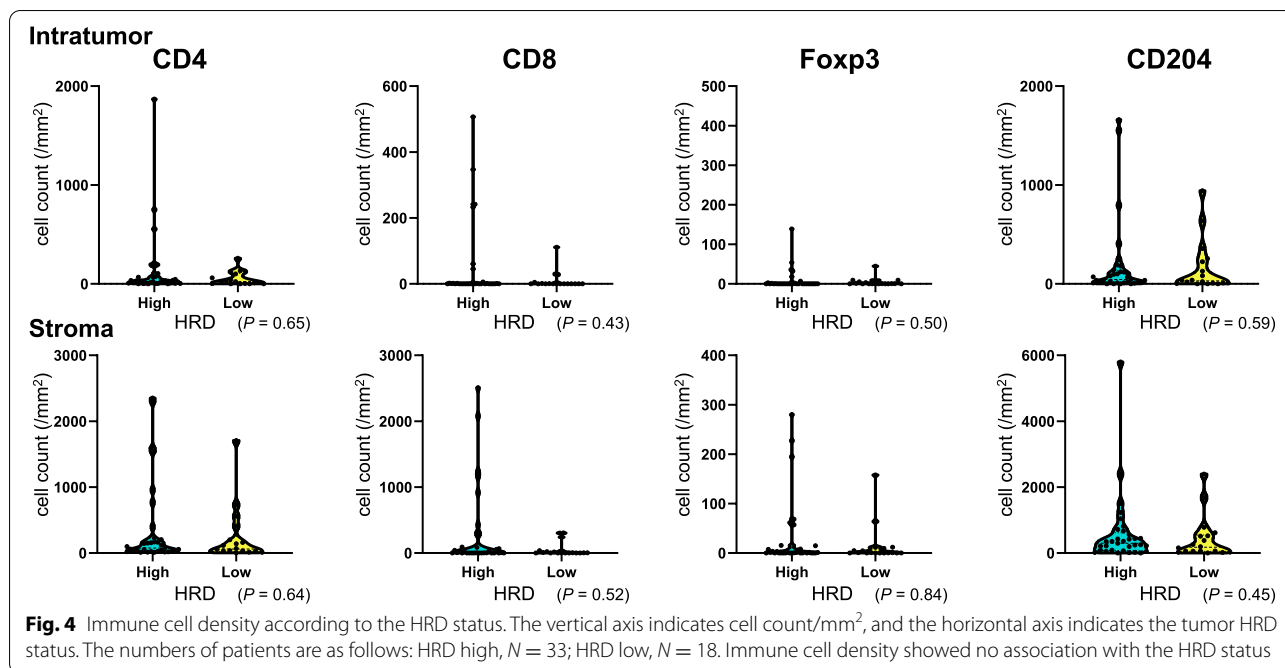 Intratumor
CD4 CD8 Foxp3 CD204
cell count (/mm²) cell count (/mm²) cell count (/mm²) cell count (/mm²)
2000 600 500 2000
400
400 300
1000 200 1000
200 100
0 0 0 0
High Low High Low High Low High Low
HRD (P = 0.65) HRD (P = 0.43) HRD (P = 0.50) HRD (P = 0.59)
Stroma
cell count (/mm²) cell count (/mm²) cell count (/mm²) cell count (/mm²)
3000 3000 400 6000
300
2000 2000 4000
200
1000 1000 2000
100
0 0 0 0
High Low High Low High Low High Low
HRD (P = 0.64) HRD (P = 0.52) HRD (P = 0.84) HRD (P = 0.45)
Fig. 4 Immune cell density according to the HRD status. The vertical axis indicates cell count/mm², and the horizontal axis indicates the tumor HRD
status. The numbers of patients are as follows: HRD high, N = 33; HRD low, N = 18. Immune cell density showed no association with the HRD status